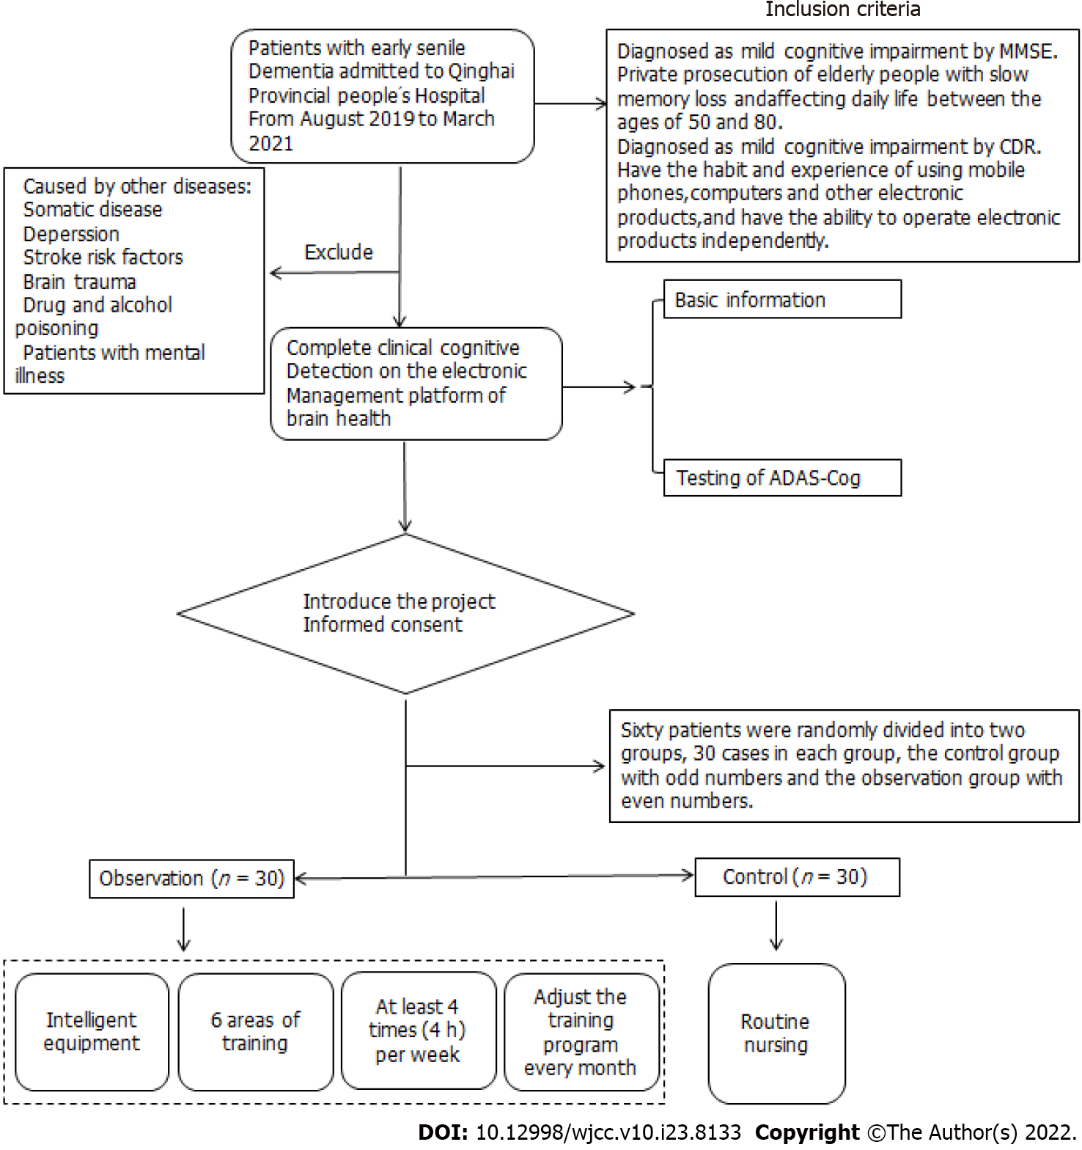 Inclusion criteria
Patients with early senile
Dementia admitted to Qinghai
Provincial people's Hospital
From August 2019 to March
2021
Diagnosed as mild cognitive impairment by MMSE.
Private prosecution of elderly people with slow
memory loss andaffecting daily life between the
ages of 50 and 80.
Diagnosed as mild cognitive impairment by CDR.
Have the habit and experience of using mobile
phones,computers and other electronic
products,and have the ability to operate electronic
products independently.
Caused by other diseases:
Somatic disease
Deperssion
Stroke risk factors
Brain trauma
Drug and alcohol
poisoning
Patients with mental
illness
Exclude
Complete clinical cognitive
Detection on the electronic
Management platform of
brain health
Basic information
Testing of ADAS-Cog
Introduce the project
Informed consent
Sixty patients were randomly divided into two
groups, 30 cases in each group, the control group
with odd numbers and the observation group with
even numbers.
Observation (n = 30)
Control (n = 30)
Intelligent
equipment
6 areas of
training
At least 4
times (4 h)
per week
Adjust the
training
program
every month
Routine
nursing
DOI: 10.12998/wjcc.v10.i23.8133 Copyright ©The Author(s) 2022.